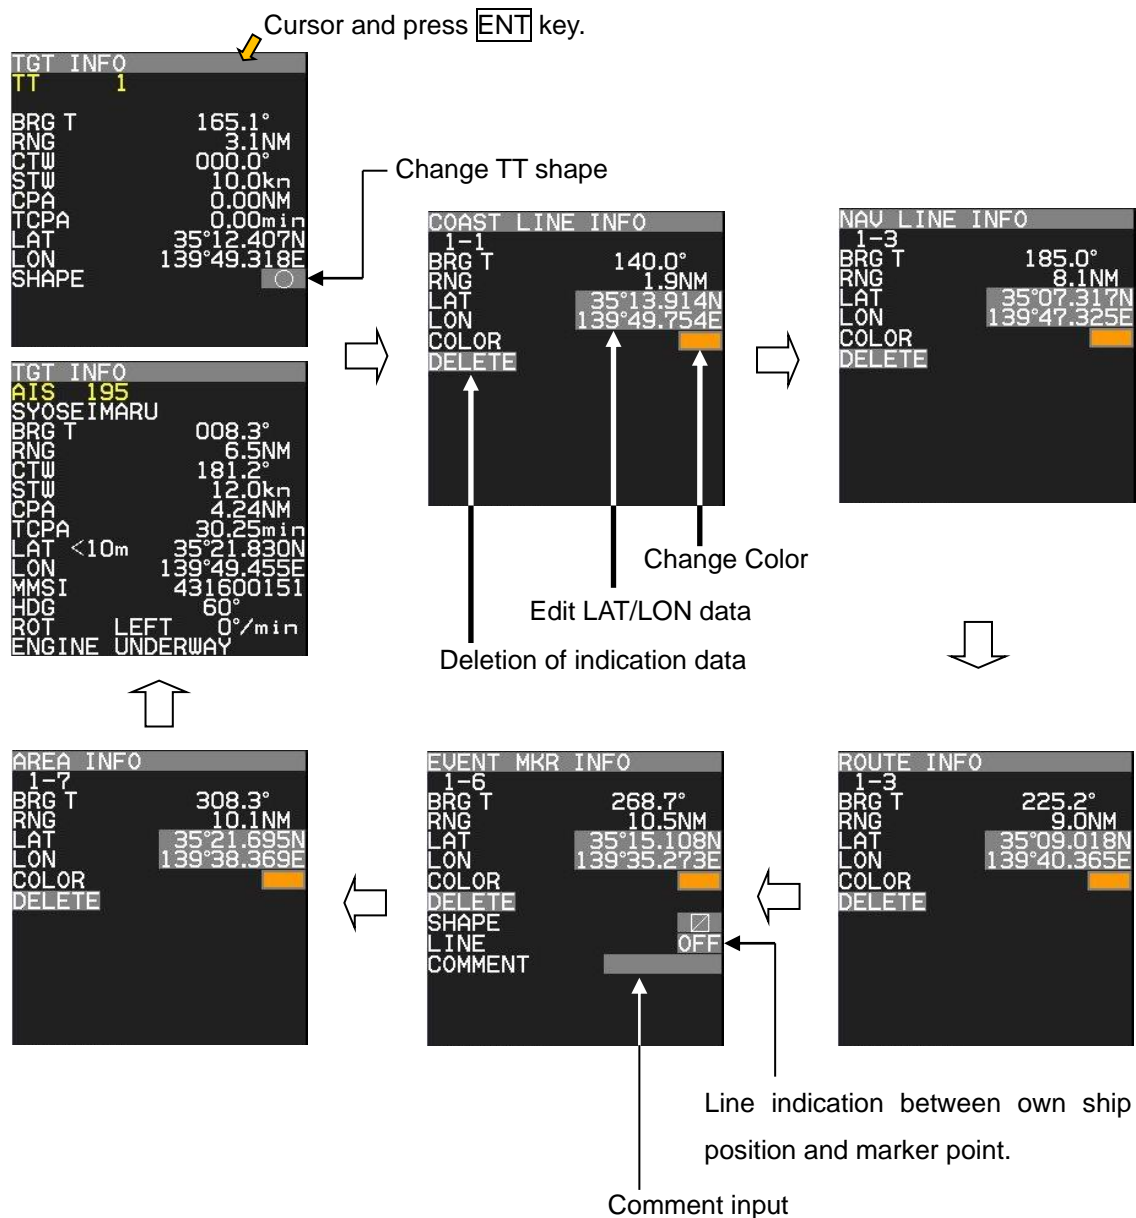 Cursor and press ENT key.
TGT INFO
TT 1
BRG T 165.1°
RNG 3.1NM
CTW 000.0°
STW 10.0kn
CPA 0.00NM
TCPA 0.00min
LAT 35°12.407N
LON 139°49.318E
SHAPE
Change TT shape
TGT INFO
AIS 195
SYOSEIMARU
BRG T 008.3°
RNG 6.5NM
CTW 181.2°
STW 12.0kn
CPA 4.24NM
TCPA 30.25min
LAT <10m 35°21.830N
LON 139°49.455E
MMSI 431600151
HDG 60°
ROT LEFT 0°/min
ENGINE UNDERWAY
COAST LINE INFO
1-1
BRG T 140.0°
RNG 1.9NM
LAT 35°13.914N
LON 139°49.754E
COLOR
DELETE
Change Color
Edit LAT/LON data
Deletion of indication data
NAV LINE INFO
1-3
BRG T 185.0°
RNG 8.1NM
LAT 35°07.317N
LON 139°47.325E
COLOR
DELETE
AREA INFO
1-7
BRG T 308.3°
RNG 10.1NM
LAT 35°21.695N
LON 139°38.369E
COLOR
DELETE
EVENT MKR INFO
1-6
BRG T 268.7°
RNG 10.5NM
LAT 35°15.108N
LON 139°35.273E
COLOR
DELETE
SHAPE
LINE OFF
COMMENT
ROUTE INFO
1-3
BRG T 225.2°
RNG 9.0NM
LAT 35°09.018N
LON 139°40.365E
COLOR
DELETE
Line indication between own ship
position and marker point.
Comment input